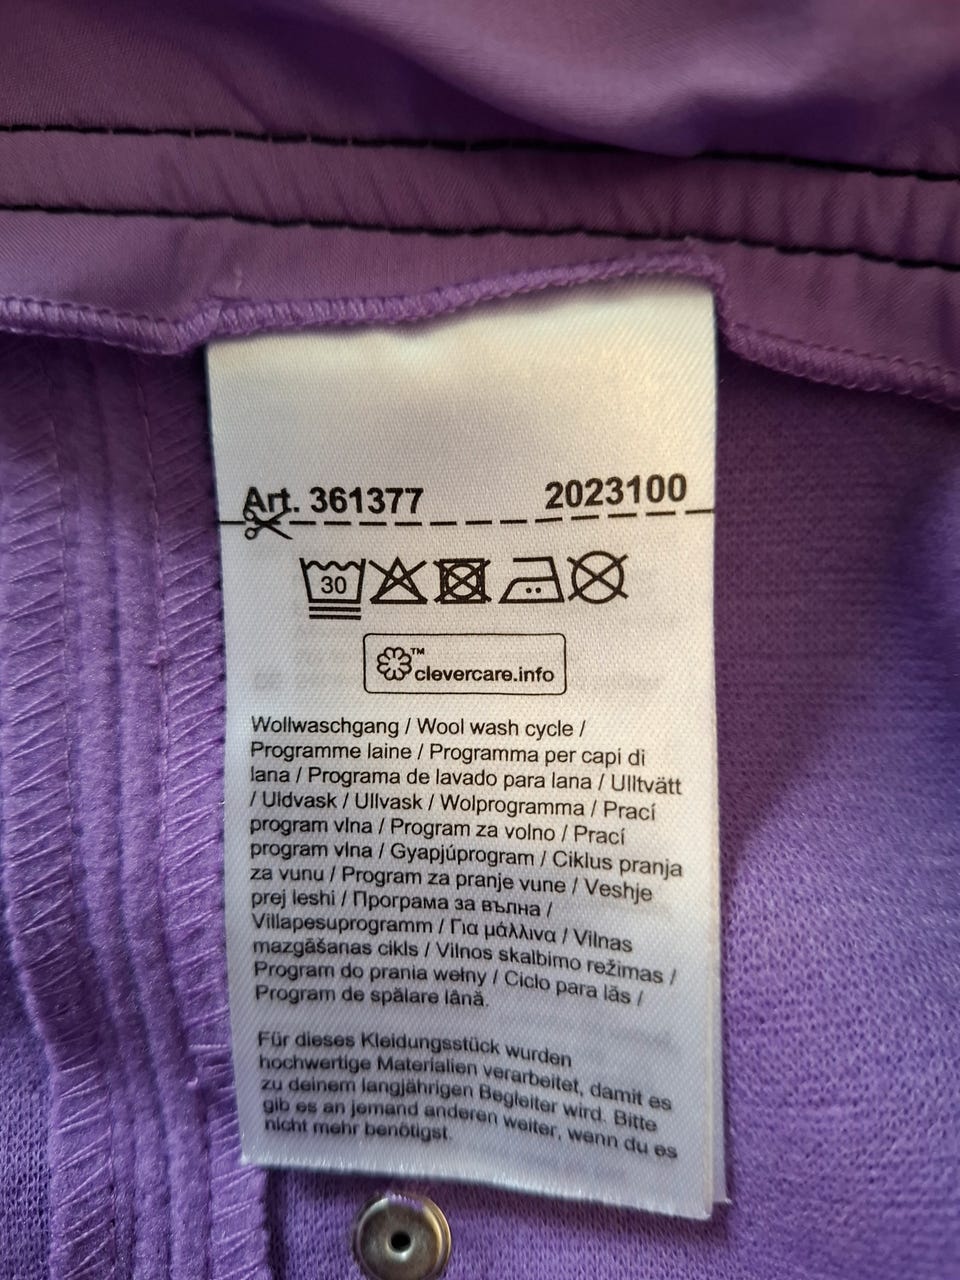 Art. 361377 2023100
30
™
clevercare.info
Wollwaschgang / Wool wash cycle /
Programme laine / Programma per capi di
lana / Programa de lavado para lana / Ulltvätt
/ Uldvask / Ullvask / Wolprogramma / Prací
program vlna / Program za volno / Prací
program vlna / Gyapjúprogram / Ciklus pranja
za vunu / Program za pranje vune / Veshje
prej leshi / Програма за вълна /
Villapesuprogramm / Για μάλλινα / Vilnas
mazgāšanas cikls / Vilnos skalbimo režimas /
Program do prania wełny / Ciclo para lãs /
Program de spălare lână.
Für dieses Kleidungsstück wurden
hochwertige Materialien verarbeitet, damit es
zu deinem langjährigen Begleiter wird. Bitte
gib es an jemand anderen weiter, wenn du es
nicht mehr benötigst.